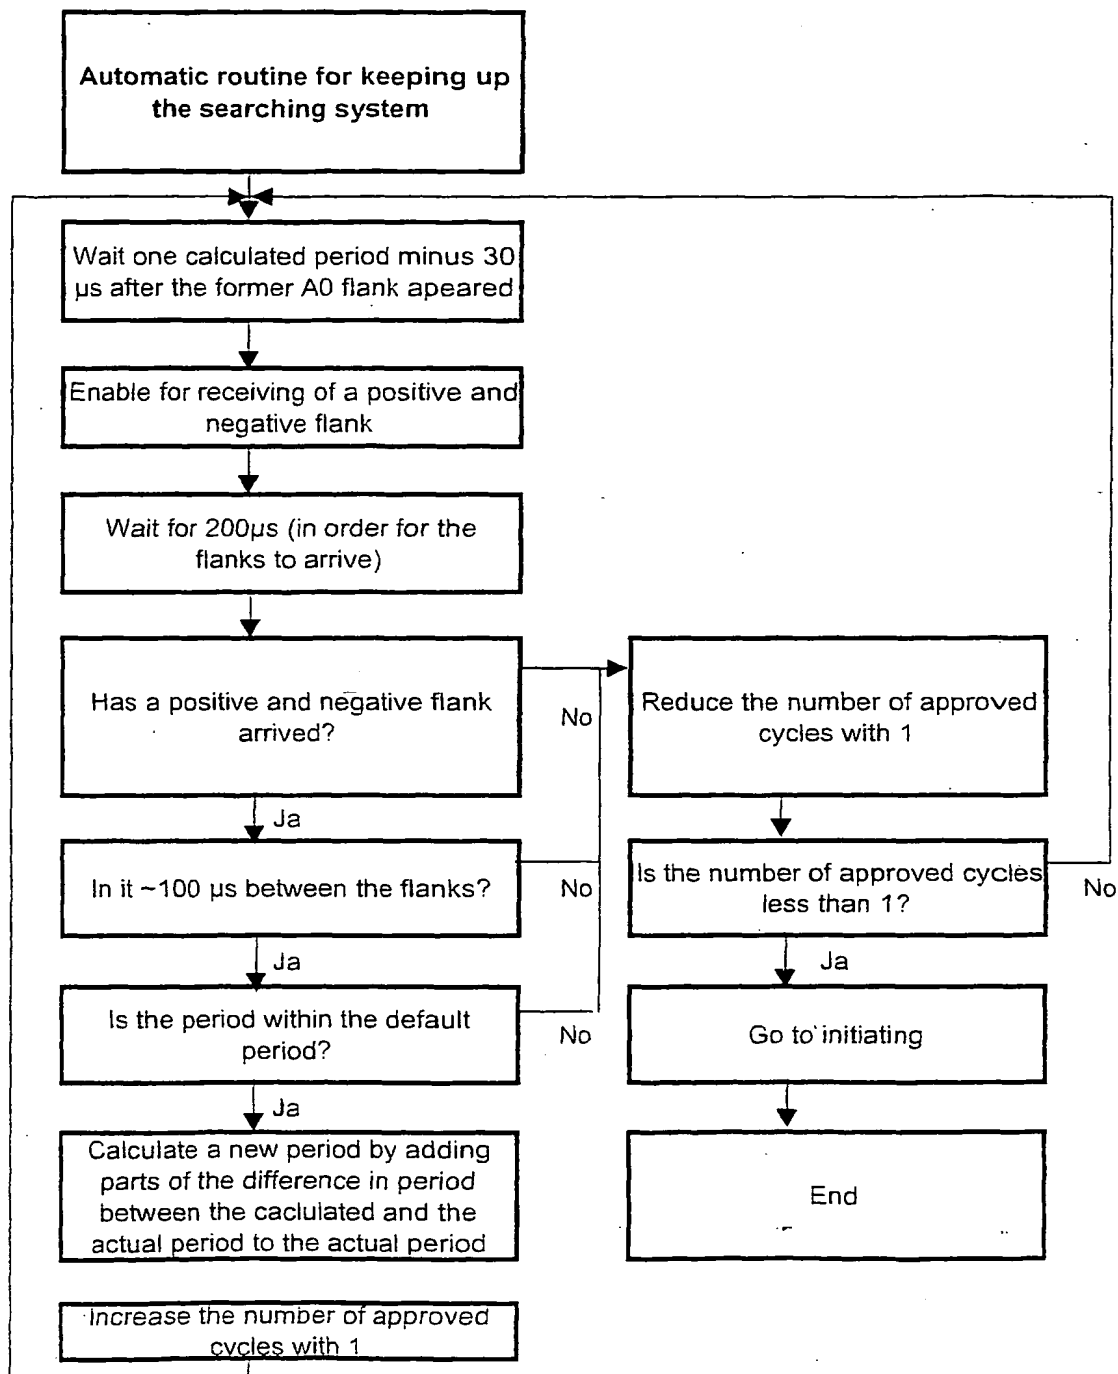 Automatic routine for keeping up
the searching system
Wait one calculated period minus 30
µs after the former A0 flank apeared
Enable for receiving of a positive and
negative flank
Wait for 200µs (in order for the
flanks to arrive)
Has a positive and negative flank
arrived?
No
Reduce the number of approved
cycles with 1
Ja
In it ~100 µs between the flanks?
No
Is the number of approved cycles
less than 1?
No
Ja
Ja
Is the period within the default
period?
No
Go to initiating
Ja
Calculate a new period by adding
parts of the difference in period
between the caclulated and the
actual period to the actual period
End
Increase the number of approved
cycles with 1